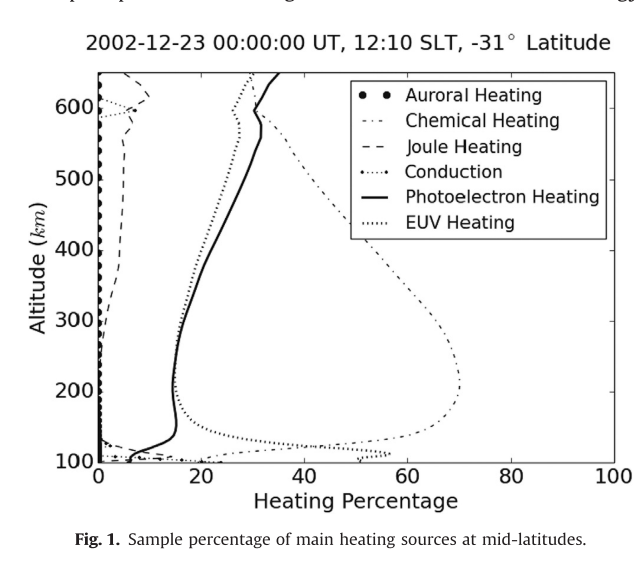 2002-12-23 00:00:00 UT, 12:10 SLT, -31° Latitude
600
500
400
300
200
100
Altitude (km)
Auroral Heating
Chemical Heating
Joule Heating
Conduction
Photoelectron Heating
EUV Heating
0 20 40 60 80 100
Heating Percentage
Fig. 1. Sample percentage of main heating sources at mid-latitudes.